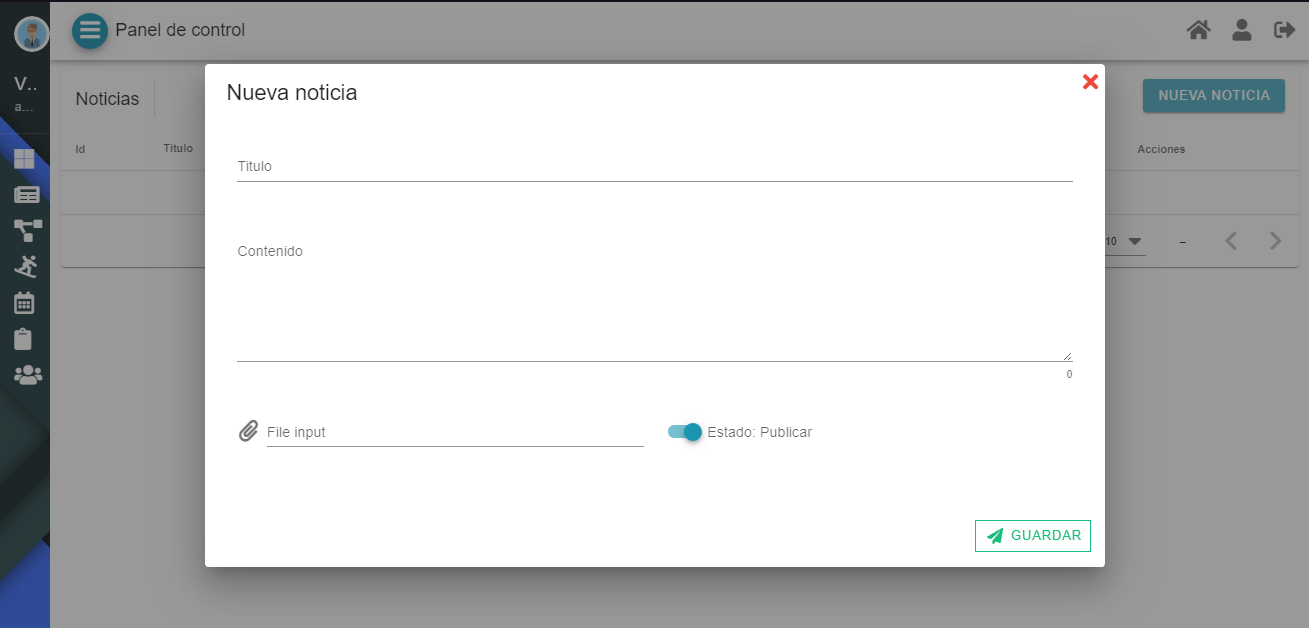 Panel de control
V..
a...
Noticias
NUEVA NOTICIA
Id
Titulo
Acciones
10
–
Nueva noticia
Titulo
Contenido
0
File input
Estado: Publicar
GUARDAR